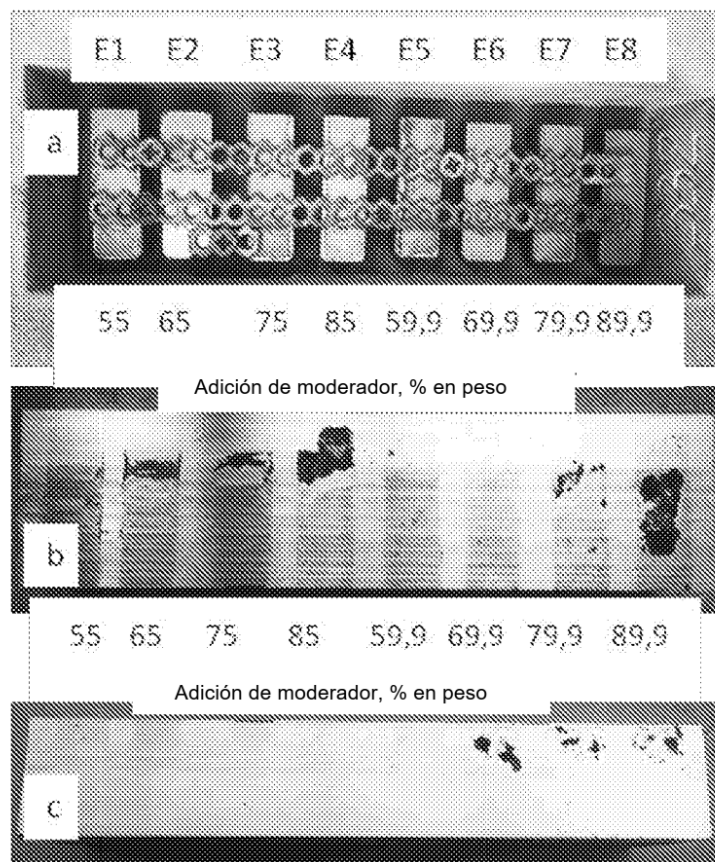 E1 E2 E3 E4 E5 E6 E7 E8
a
55 65 75 85 59,9 69,9 79,9 89,9
Adición de moderador, % en peso
b
55 65 75 85 59,9 69,9 79,9 89,9
Adición de moderador, % en peso
c